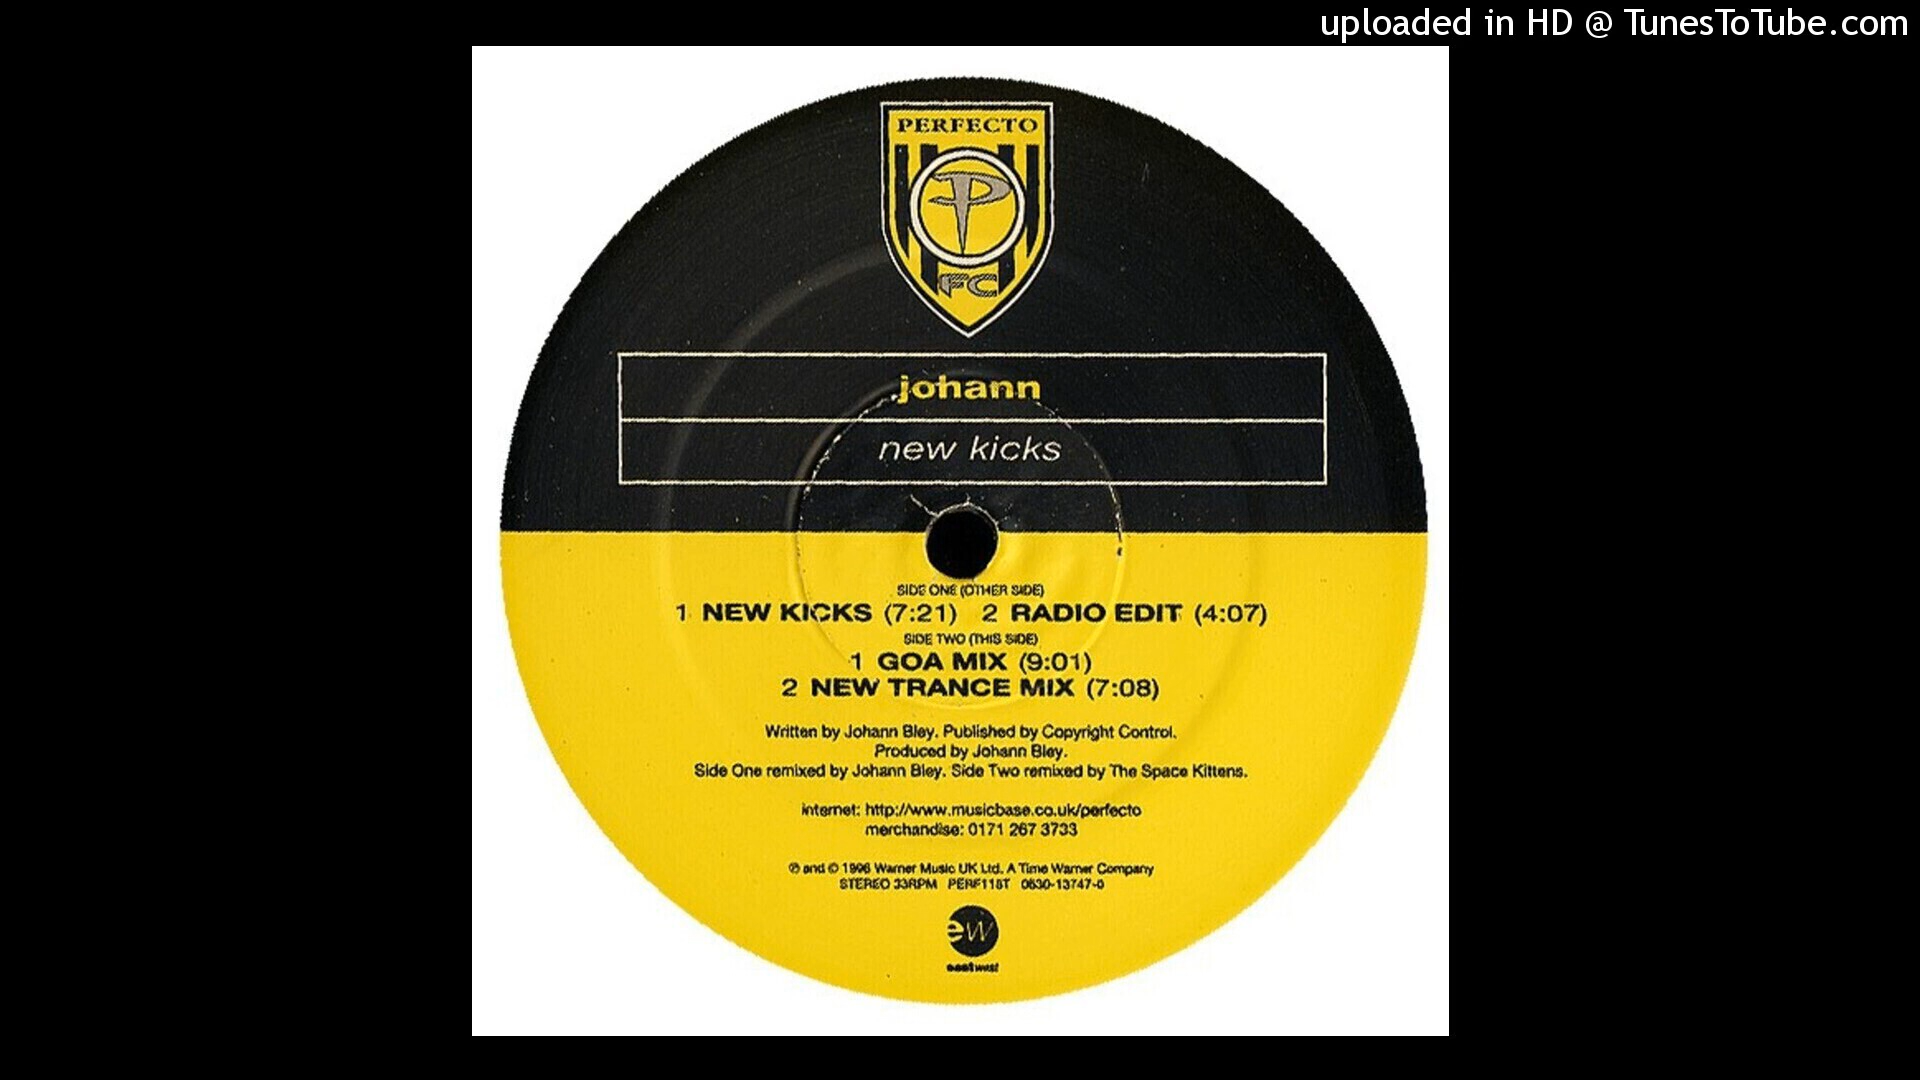 uploaded in HD @ TunesToTube.com
PERFECTO
P
FC
johann
new kicks
SIDE ONE (OTHER SIDE)
1 NEW KICKS (7:21) 2 RADIO EDIT (4:07)
SIDE TWO (THIS SIDE)
1 GOA MIX (9:01)
2 NEW TRANCE MIX (7:08)
Written by Johann Bley. Published by Copyright Control.
Produced by Johann Bley.
Side One remixed by Johann Bley. Side Two remixed by The Space Kittens.
internet: http://www.musicbase.co.uk/perfecto
merchandise: 0171 267 3733
℗ and © 1996 Warner Music UK Ltd. A Time Warner Company
STEREO 33RPM 0630-13747-0
ew
eastwest